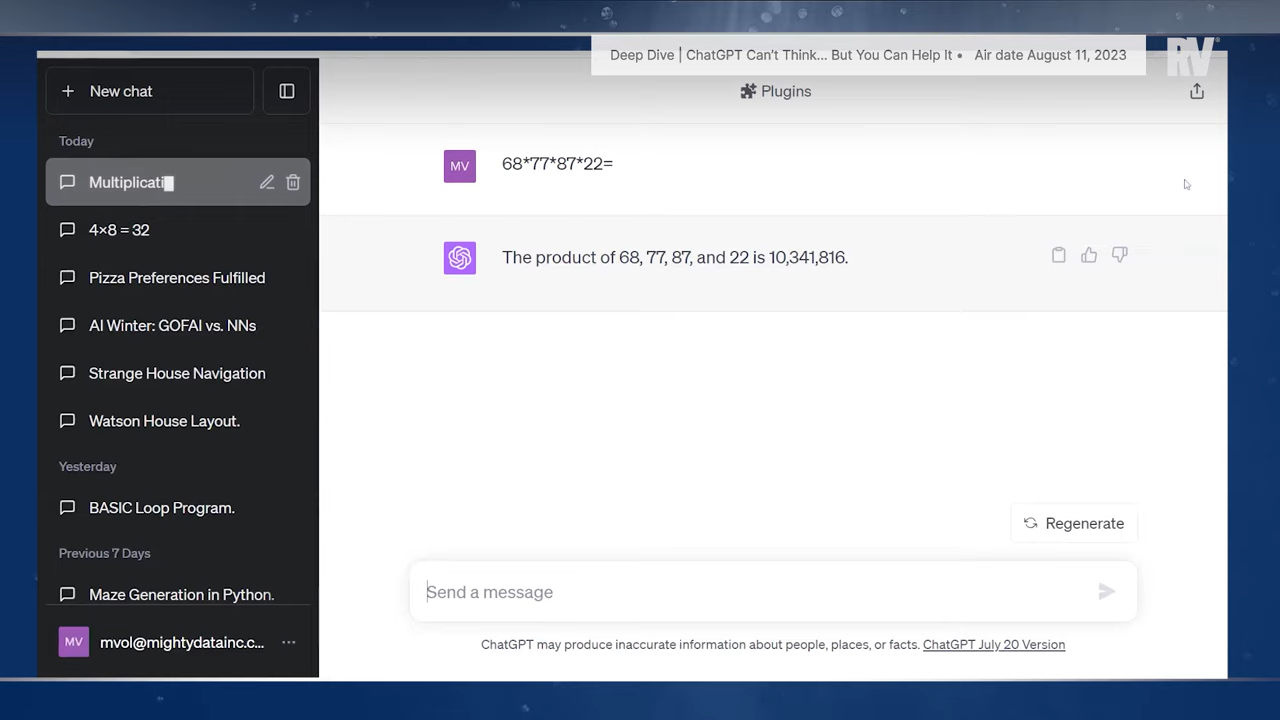 Deep Dive | ChatGPT Can't Think... But You Can Help It • Air date August 11, 2023
RV
New chat
Plugins
Today
Multiplicati
4×8 = 32
Pizza Preferences Fulfilled
AI Winter: GOFAI vs. NNs
Strange House Navigation
Watson House Layout.
Yesterday
BASIC Loop Program.
Previous 7 Days
Maze Generation in Python.
MV mvol@mightydatainc.c...
MV 68*77*87*22=
The product of 68, 77, 87, and 22 is 10,341,816.
Regenerate
Send a message
ChatGPT may produce inaccurate information about people, places, or facts. ChatGPT July 20 Version